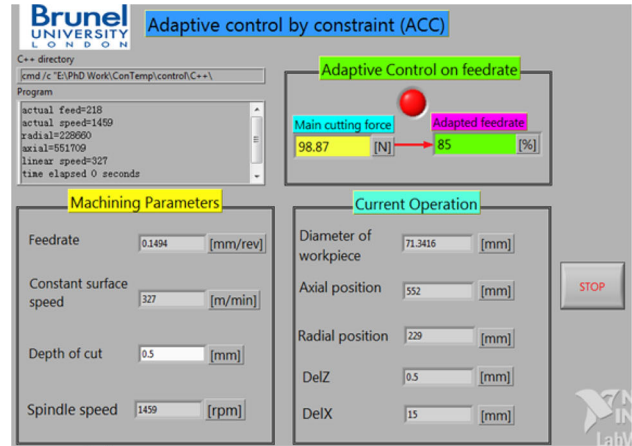 Brunel
UNIVERSITY
LONDON
Adaptive control by constraint (ACC)
C++ directory
cmd /c "E:\PhD Work\ConTemp\control\C++\
Program
actual feed=218
actual speed=1459
radial=228660
axial=551709
linear speed=327
time elapsed 0 seconds
Adaptive Control on feedrate
Main cutting force
98.87 [N]
Adapted feedrate
85 [%]
Machining Parameters
Feedrate 0.1494 [mm/rev]
Constant surface
speed 327 [m/min]
Depth of cut 0.5 [mm]
Spindle speed 1459 [rpm]
Current Operation
Diameter of
workpiece 71.3416 [mm]
Axial position 552 [mm]
Radial position 229 [mm]
DelZ 0.5 [mm]
DelX 15 [mm]
STOP